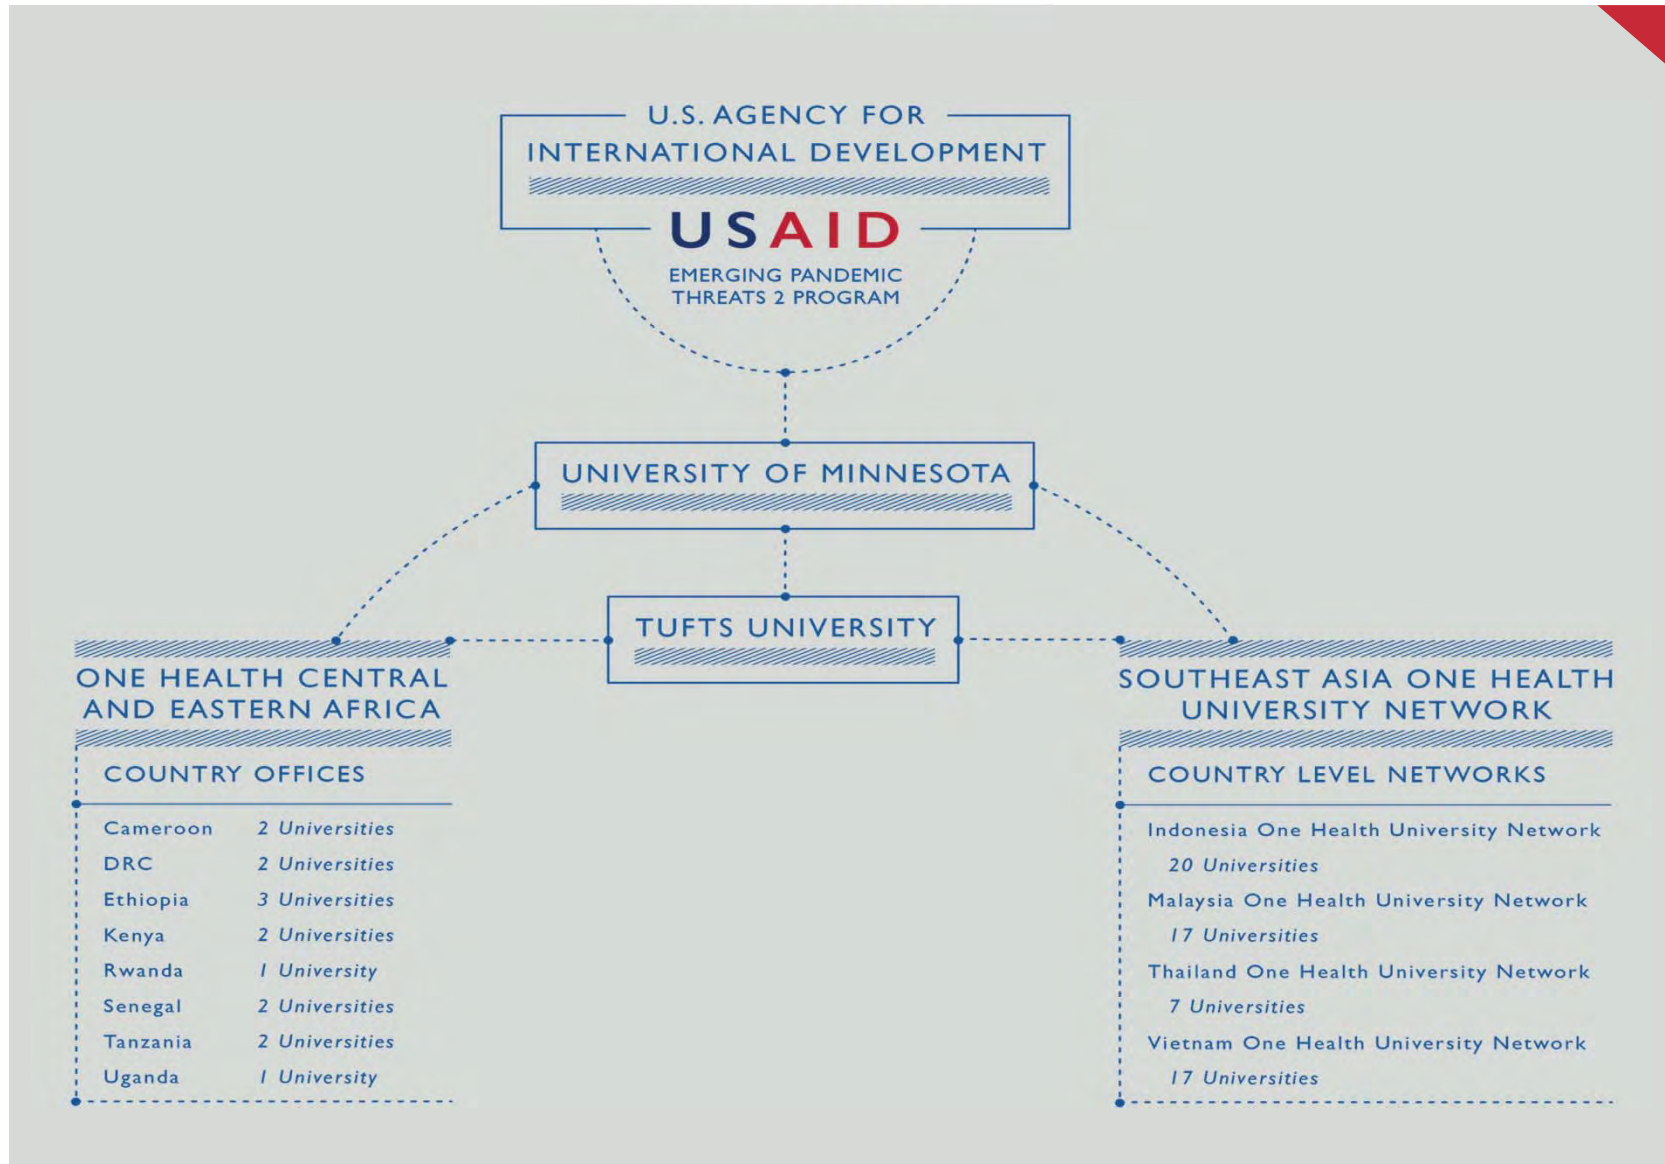 U.S. AGENCY FOR
INTERNATIONAL DEVELOPMENT
USAID
EMERGING PANDEMIC
THREATS 2 PROGRAM
UNIVERSITY OF MINNESOTA
TUFTS UNIVERSITY
ONE HEALTH CENTRAL
AND EASTERN AFRICA
COUNTRY OFFICES
Cameroon 2 Universities
DRC 2 Universities
Ethiopia 3 Universities
Kenya 2 Universities
Rwanda 1 University
Senegal 2 Universities
Tanzania 2 Universities
Uganda 1 University
SOUTHEAST ASIA ONE HEALTH
UNIVERSITY NETWORK
COUNTRY LEVEL NETWORKS
Indonesia One Health University Network
20 Universities
Malaysia One Health University Network
17 Universities
Thailand One Health University Network
7 Universities
Vietnam One Health University Network
17 Universities